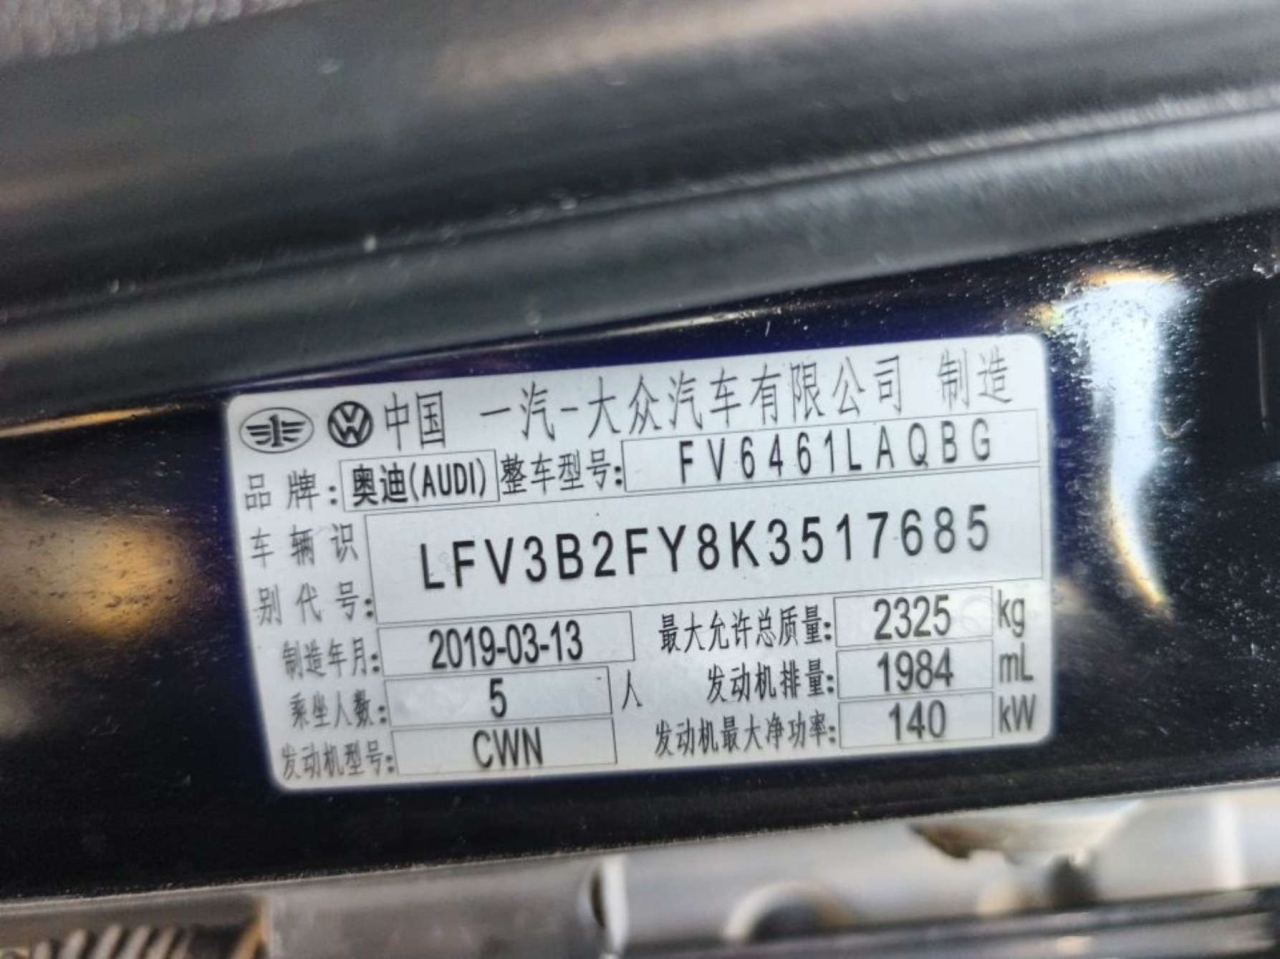 中国 一汽-大众汽车有限公司 制造
品牌: 奥迪(AUDI) 整车型号: FV6461LAQBG
车辆识别代号: LFV3B2FY8K3517685
制造年月: 2019-03-13 最大允许总质量: 2325 kg
乘坐人数: 5 人 发动机排量: 1984 mL
发动机型号: CWN 发动机最大净功率: 140 kW